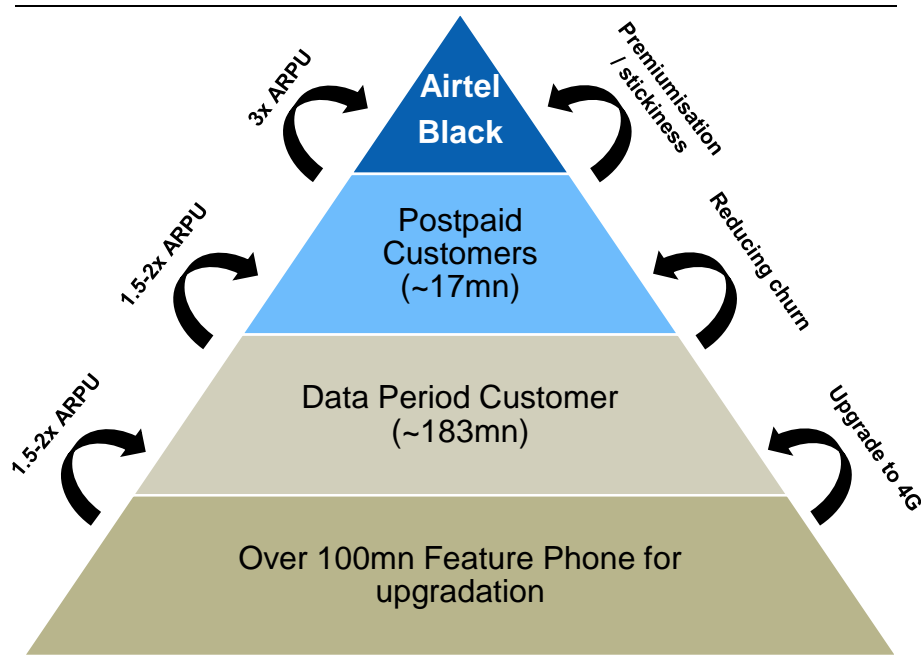 Airtel
Black
3x ARPU
Premiumisation
/ stickiness
Postpaid
Customers
(~17mn)
1.5-2x ARPU
Reducing churn
Data Period Customer
(~183mn)
1.5-2x ARPU
Upgrade to 4G
Over 100mn Feature Phone for
upgradation